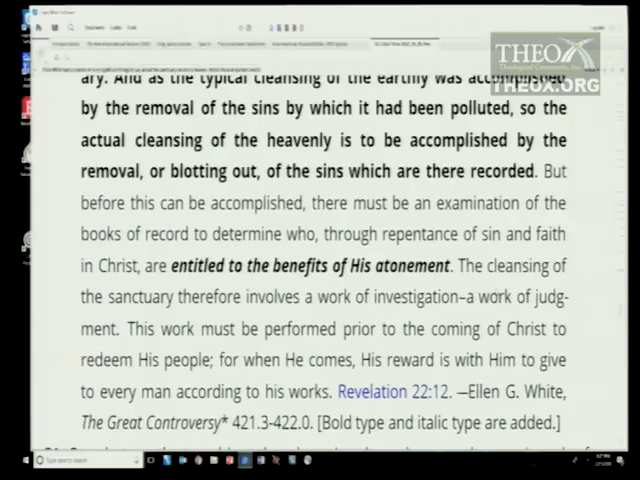 THEOX
THEOX.ORG
ary. And as the typical cleansing of the earthly was accomplished
by the removal of the sins by which it had been polluted, so the
actual cleansing of the heavenly is to be accomplished by the
removal, or blotting out, of the sins which are there recorded. But
before this can be accomplished, there must be an examination of the
books of record to determine who, through repentance of sin and faith
in Christ, are entitled to the benefits of His atonement. The cleansing of
the sanctuary therefore involves a work of investigation–a work of judg-
ment. This work must be performed prior to the coming of Christ to
redeem His people; for when He comes, His reward is with Him to give
to every man according to his works. Revelation 22:12. —Ellen G. White,
The Great Controversy* 421.3-422.0. [Bold type and italic type are added.]